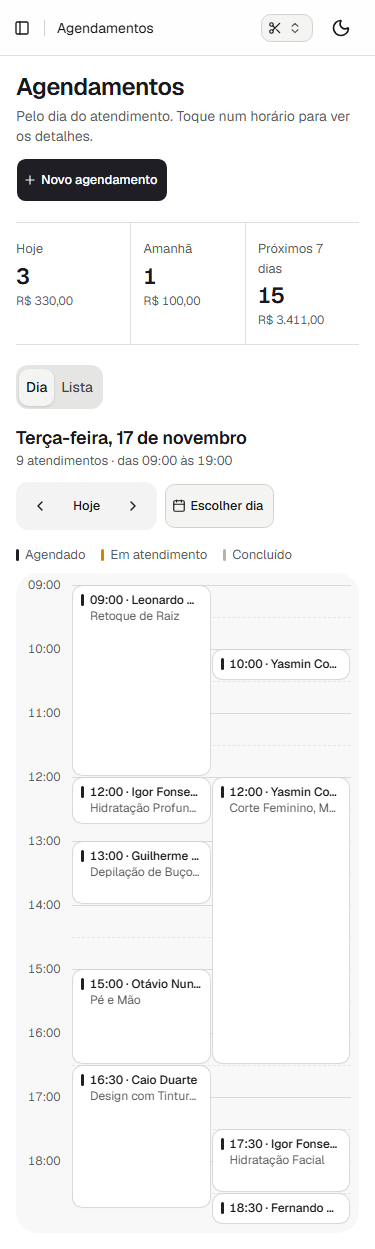 Agendamentos
Agendamentos
Pelo dia do atendimento. Toque num horário para ver
os detalhes.
+ Novo agendamento
Hoje
3
R$ 330,00
Amanhã
1
R$ 100,00
Próximos 7
dias
15
R$ 3.411,00
Dia
Lista
Terça-feira, 17 de novembro
9 atendimentos · das 09:00 às 19:00
Hoje
Escolher dia
Agendado
Em atendimento
Concluído
09:00
09:00 · Leonardo ...
Retoque de Raiz
10:00
10:00 · Yasmin Co...
11:00
12:00
12:00 · Igor Fonse...
Hidratação Profun...
12:00 · Yasmin Co...
Corte Feminino, M...
13:00
13:00 · Guilherme ...
Depilação de Buço...
14:00
15:00
15:00 · Otávio Nun...
Pé e Mão
16:00
16:30 · Caio Duarte
Design com Tintur...
17:00
17:30 · Igor Fonse...
Hidratação Facial
18:00
18:30 · Fernando ...